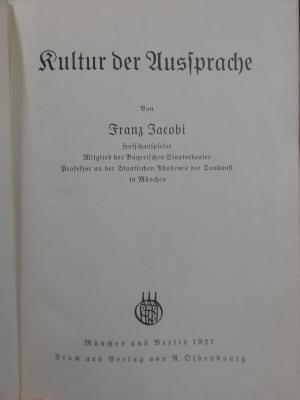 Kultur der Aussprache
Von
Franz Jacobi
Hofschauspieler
Mitglied der Bayerischen Staatstheater
Professor an der Staatlichen Akademie der Tonkunst
in München
München und Berlin 1927
Druck und Verlag von R. Oldenbourg